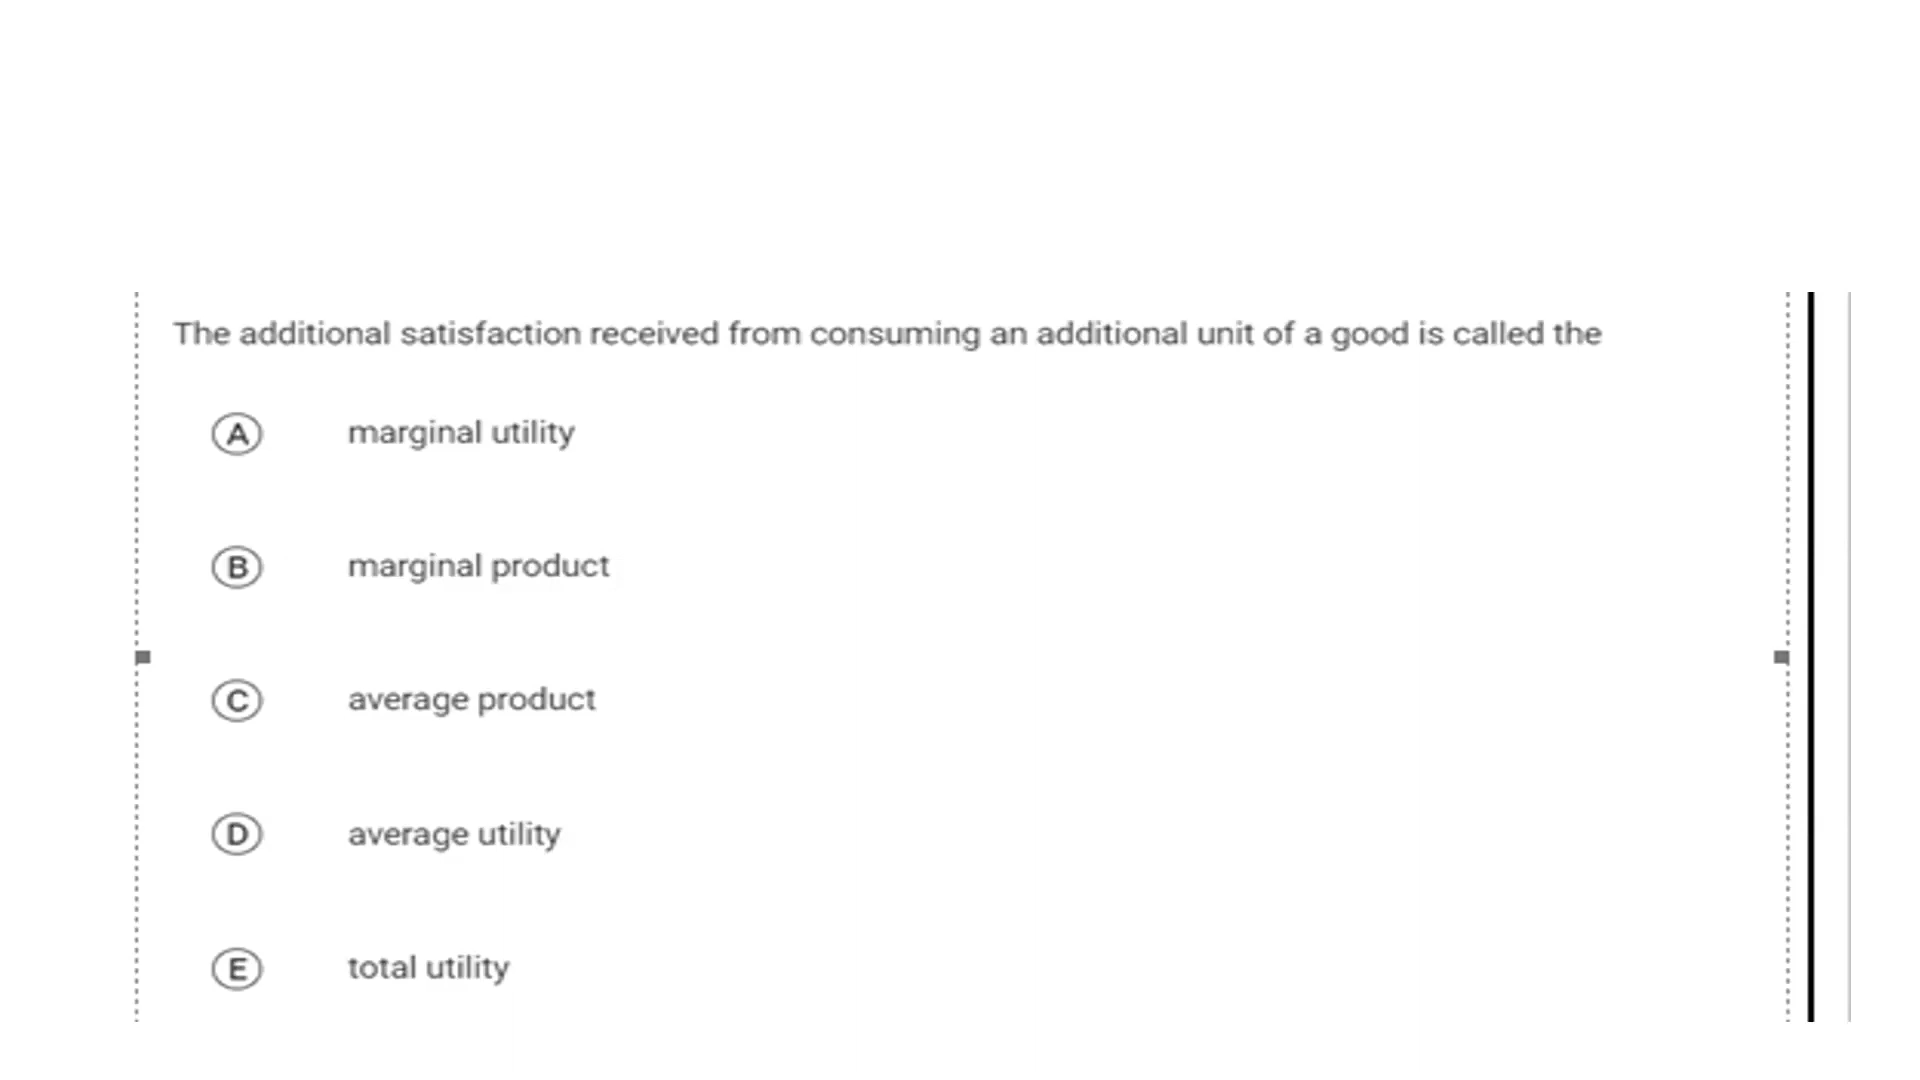 The additional satisfaction received from consuming an additional unit of a good is called the
A marginal utility
B marginal product
C average product
D average utility
E total utility